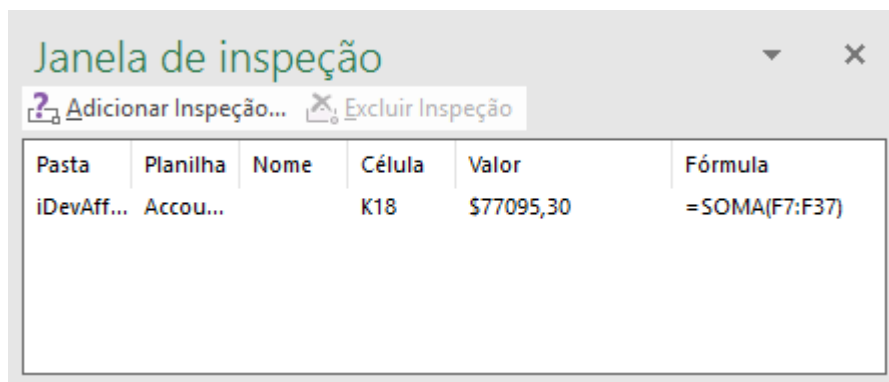 Janela de inspeção
Adicionar Inspeção... Excluir Inspeção
Pasta Planilha Nome Célula Valor Fórmula
iDevAff... Accou... K18 $77095,30 =SOMA(F7:F37)